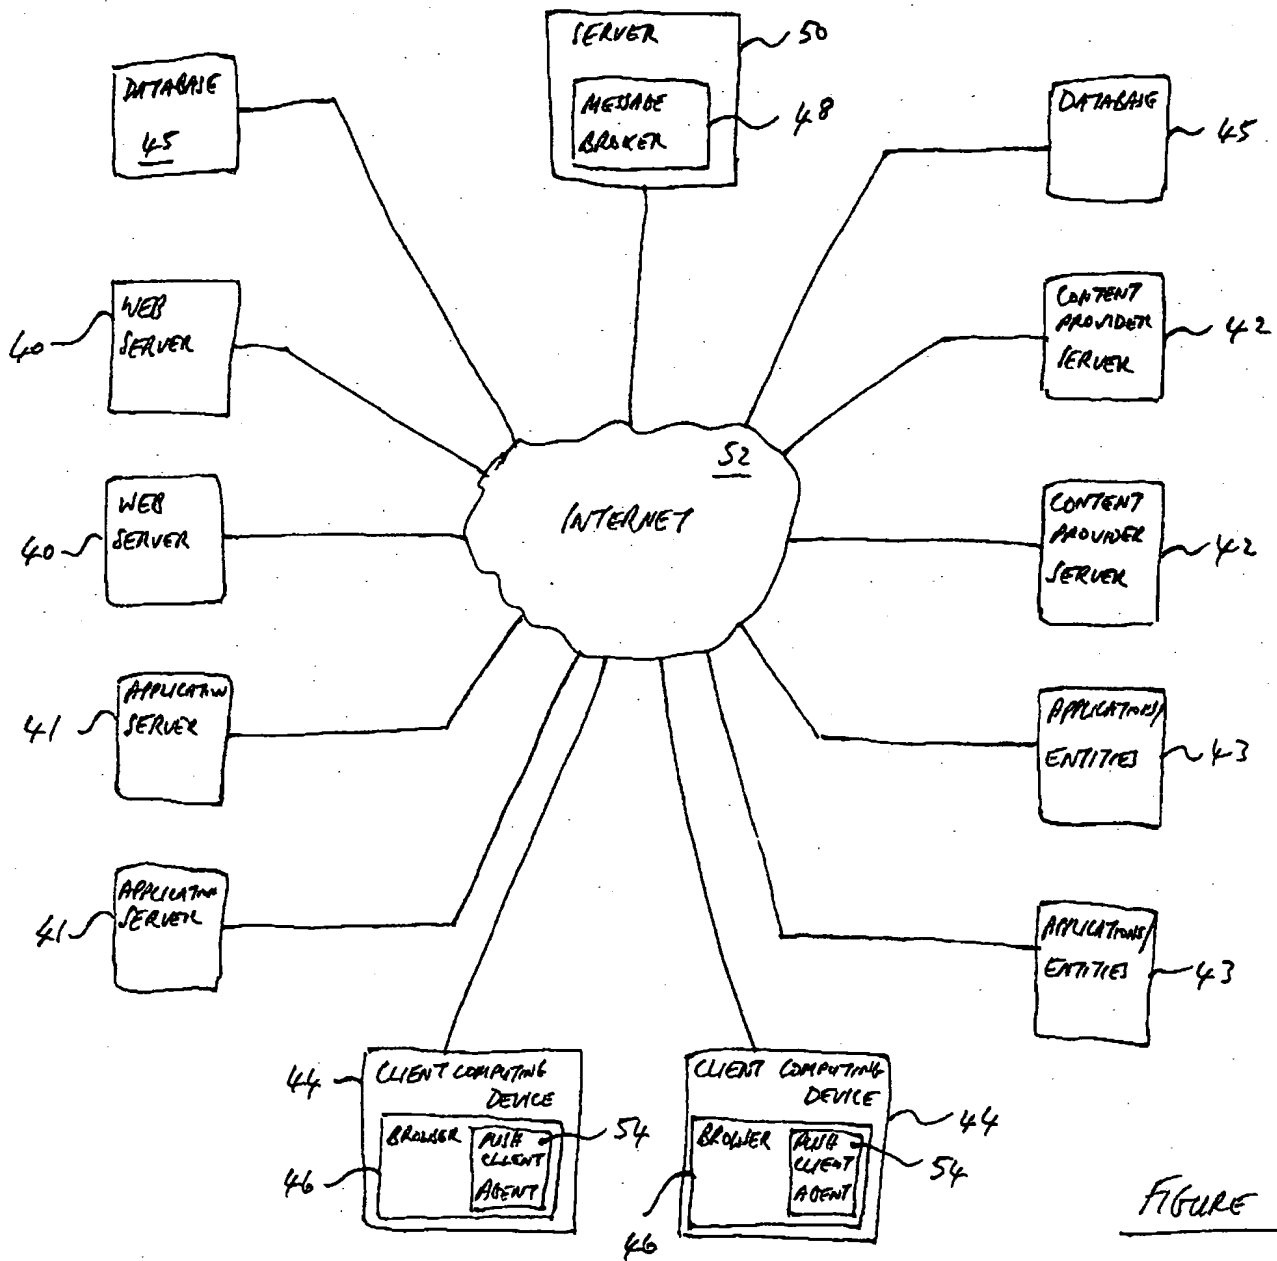 SERVER
50
MESSAGE
BROKER
48
DATABASE
45
DATABASE
45
WEB
SERVER
40
CONTENT
PROVIDER
SERVER
42
52
INTERNET
WEB
SERVER
40
CONTENT
PROVIDER
SERVER
42
APPLICATION
SERVER
41
APPLICATIONS/
ENTITIES
43
APPLICATION
SERVER
41
APPLICATIONS/
ENTITIES
43
44
CLIENT COMPUTING
DEVICE
BROWSER
PUSH
CLIENT
AGENT
54
46
CLIENT COMPUTING
DEVICE
44
BROWSER
PUSH
CLIENT
AGENT
54
46
FIGURE